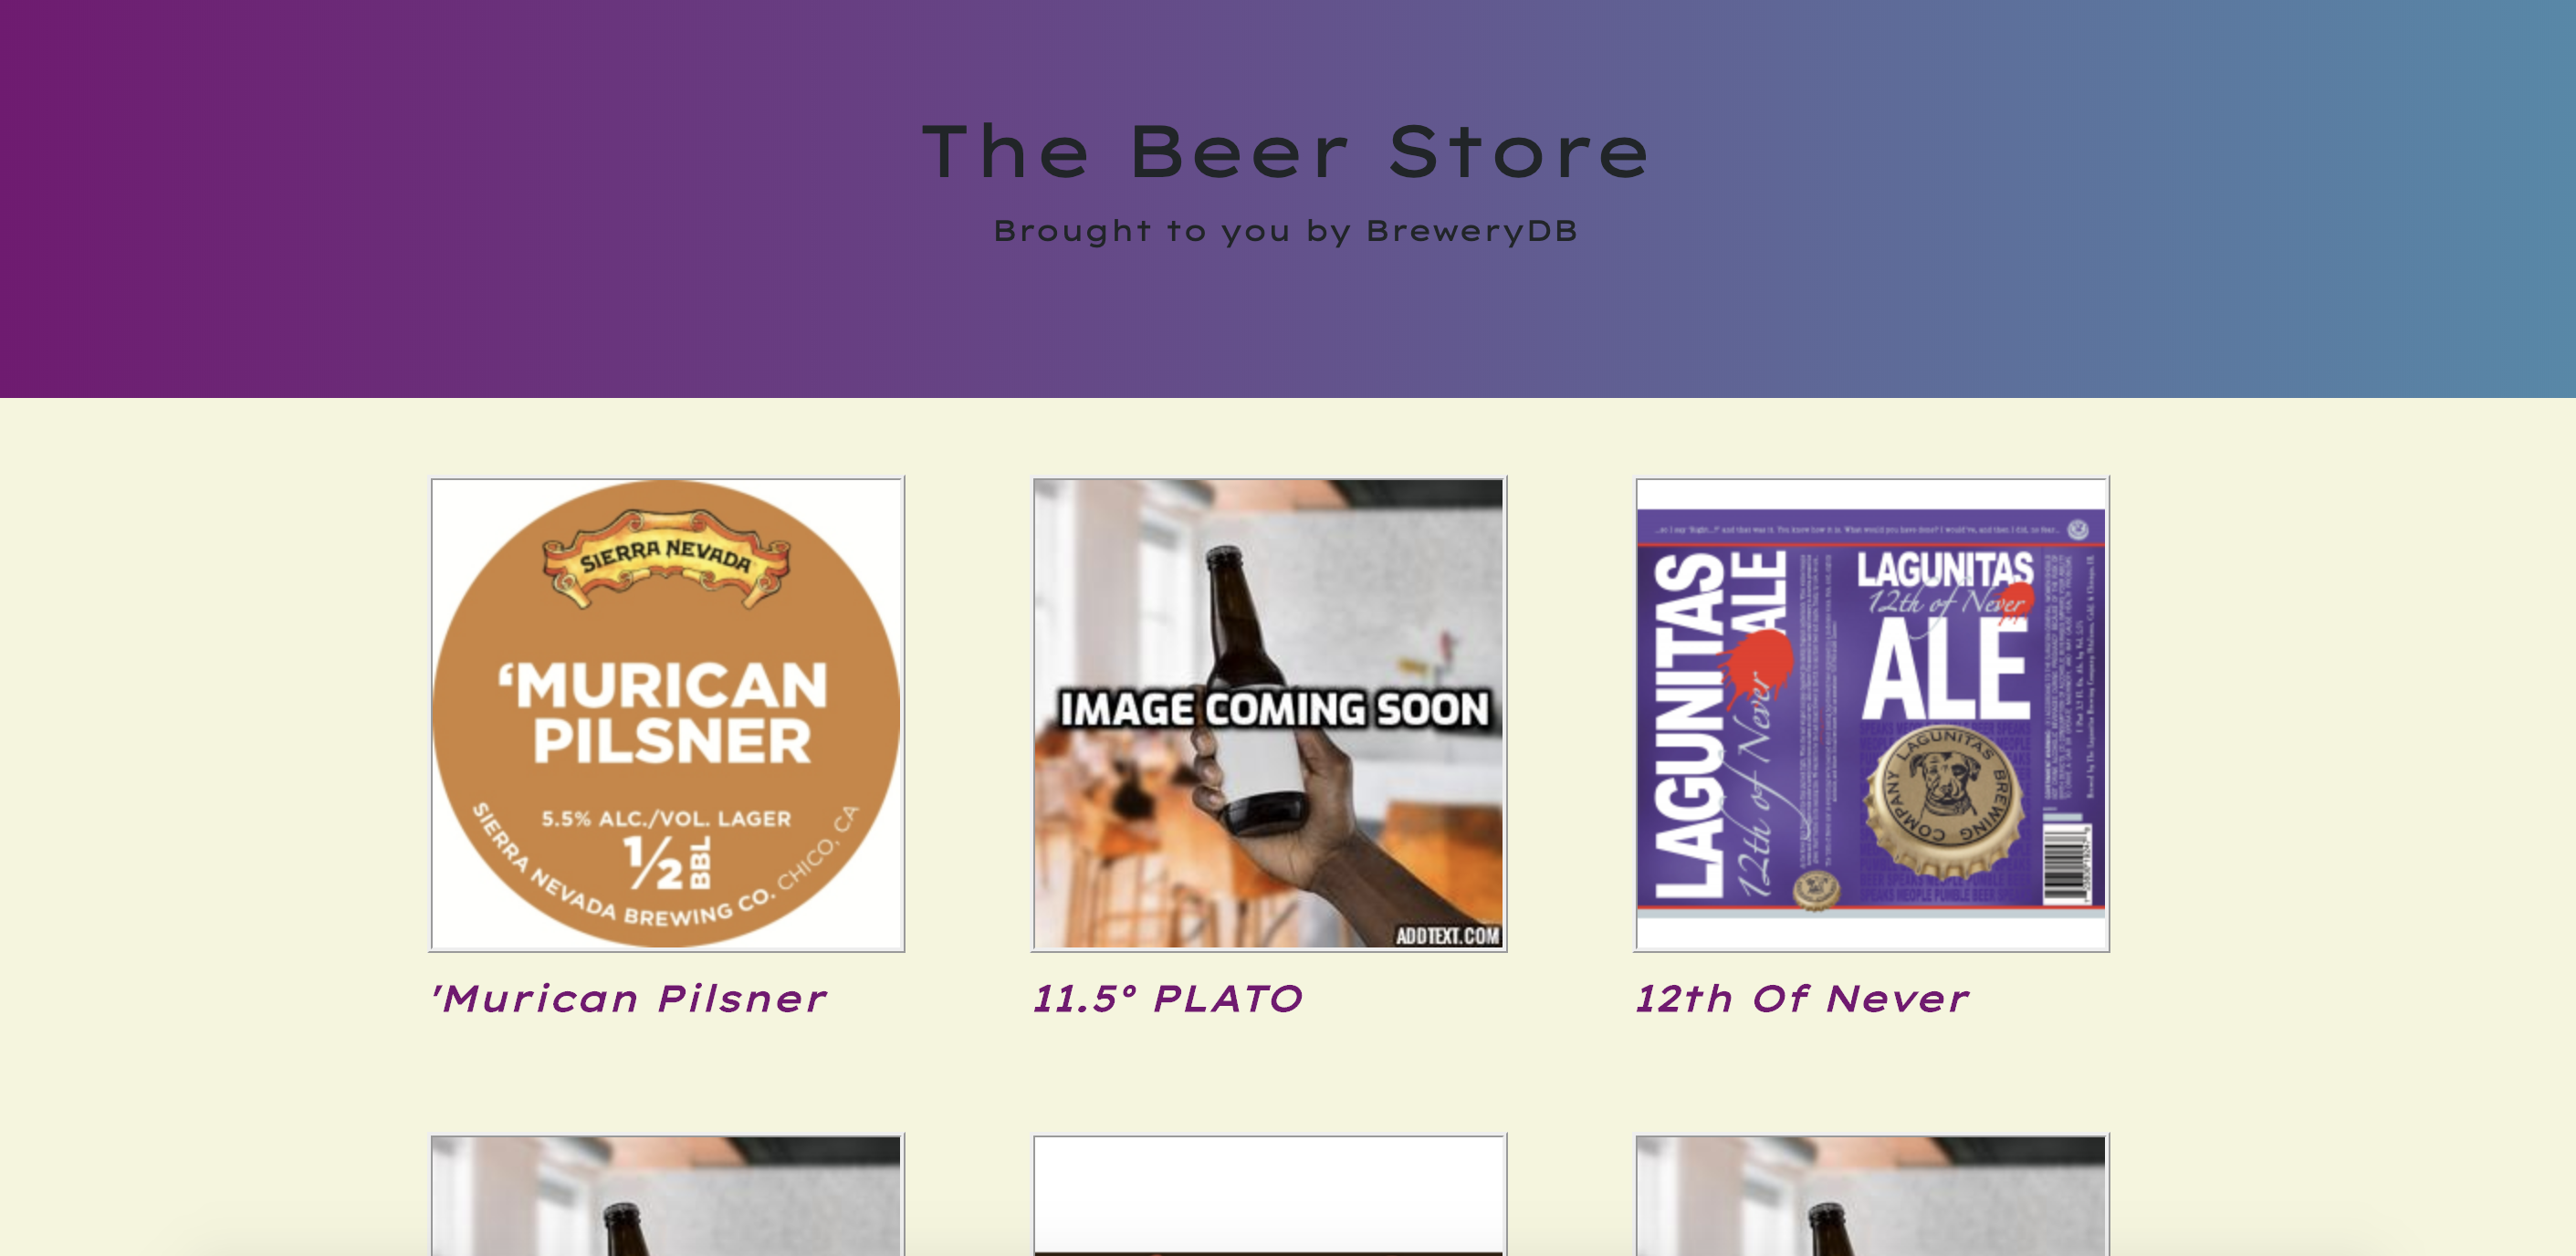 The Beer Store
Brought to you by BreweryDB
SIERRA NEVADA
‘MURICAN
PILSNER
5.5% ALC./VOL. LAGER
1/2 BBL
SIERRA NEVADA BREWING CO. CHICO, CA
'Murican Pilsner
IMAGE COMING SOON
ADDTEXT.COM
11.5° PLATO
LAGUNITAS
12th of Never
ALE
LAGUNITAS
12th of Never
ALE
LAGUNITAS BREWING COMPANY
12th Of Never